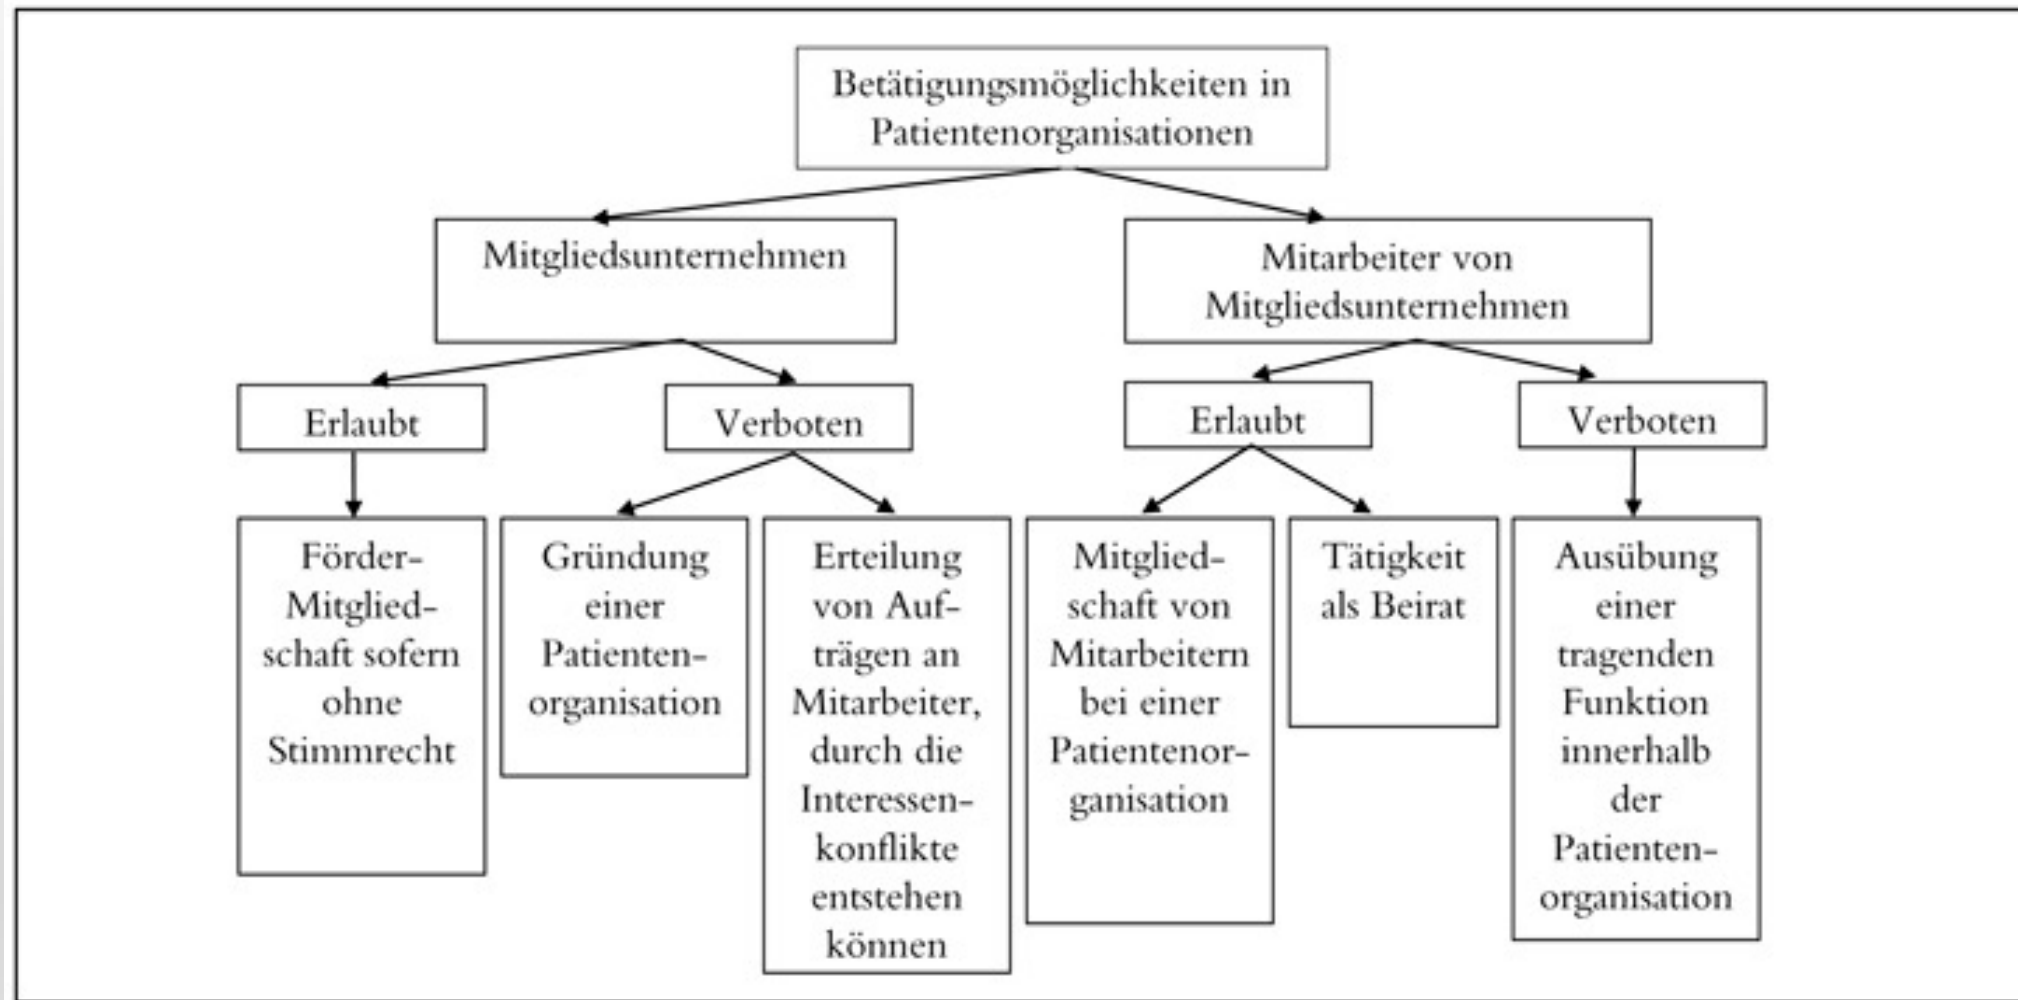 Betätigungsmöglichkeiten in
Patientenorganisationen
Mitgliedsunternehmen
Mitarbeiter von
Mitgliedsunternehmen
Erlaubt
Verboten
Erlaubt
Verboten
Förder-
Mitglied-
schaft sofern
ohne
Stimmrecht
Gründung
einer
Patienten-
organisation
Erteilung
von Auf-
trägen an
Mitarbeiter,
durch die
Interessen-
konflikte
entstehen
können
Mitglied-
schaft von
Mitarbeitern
bei einer
Patientenor-
ganisation
Tätigkeit
als Beirat
Ausübung
einer
tragenden
Funktion
innerhalb
der
Patienten-
organisation